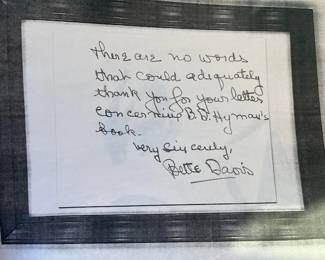 There are no words
that could adequately
thank you for your letter
concerning B.D. Hyman's
book.
Very sincerely,
Bette Davis